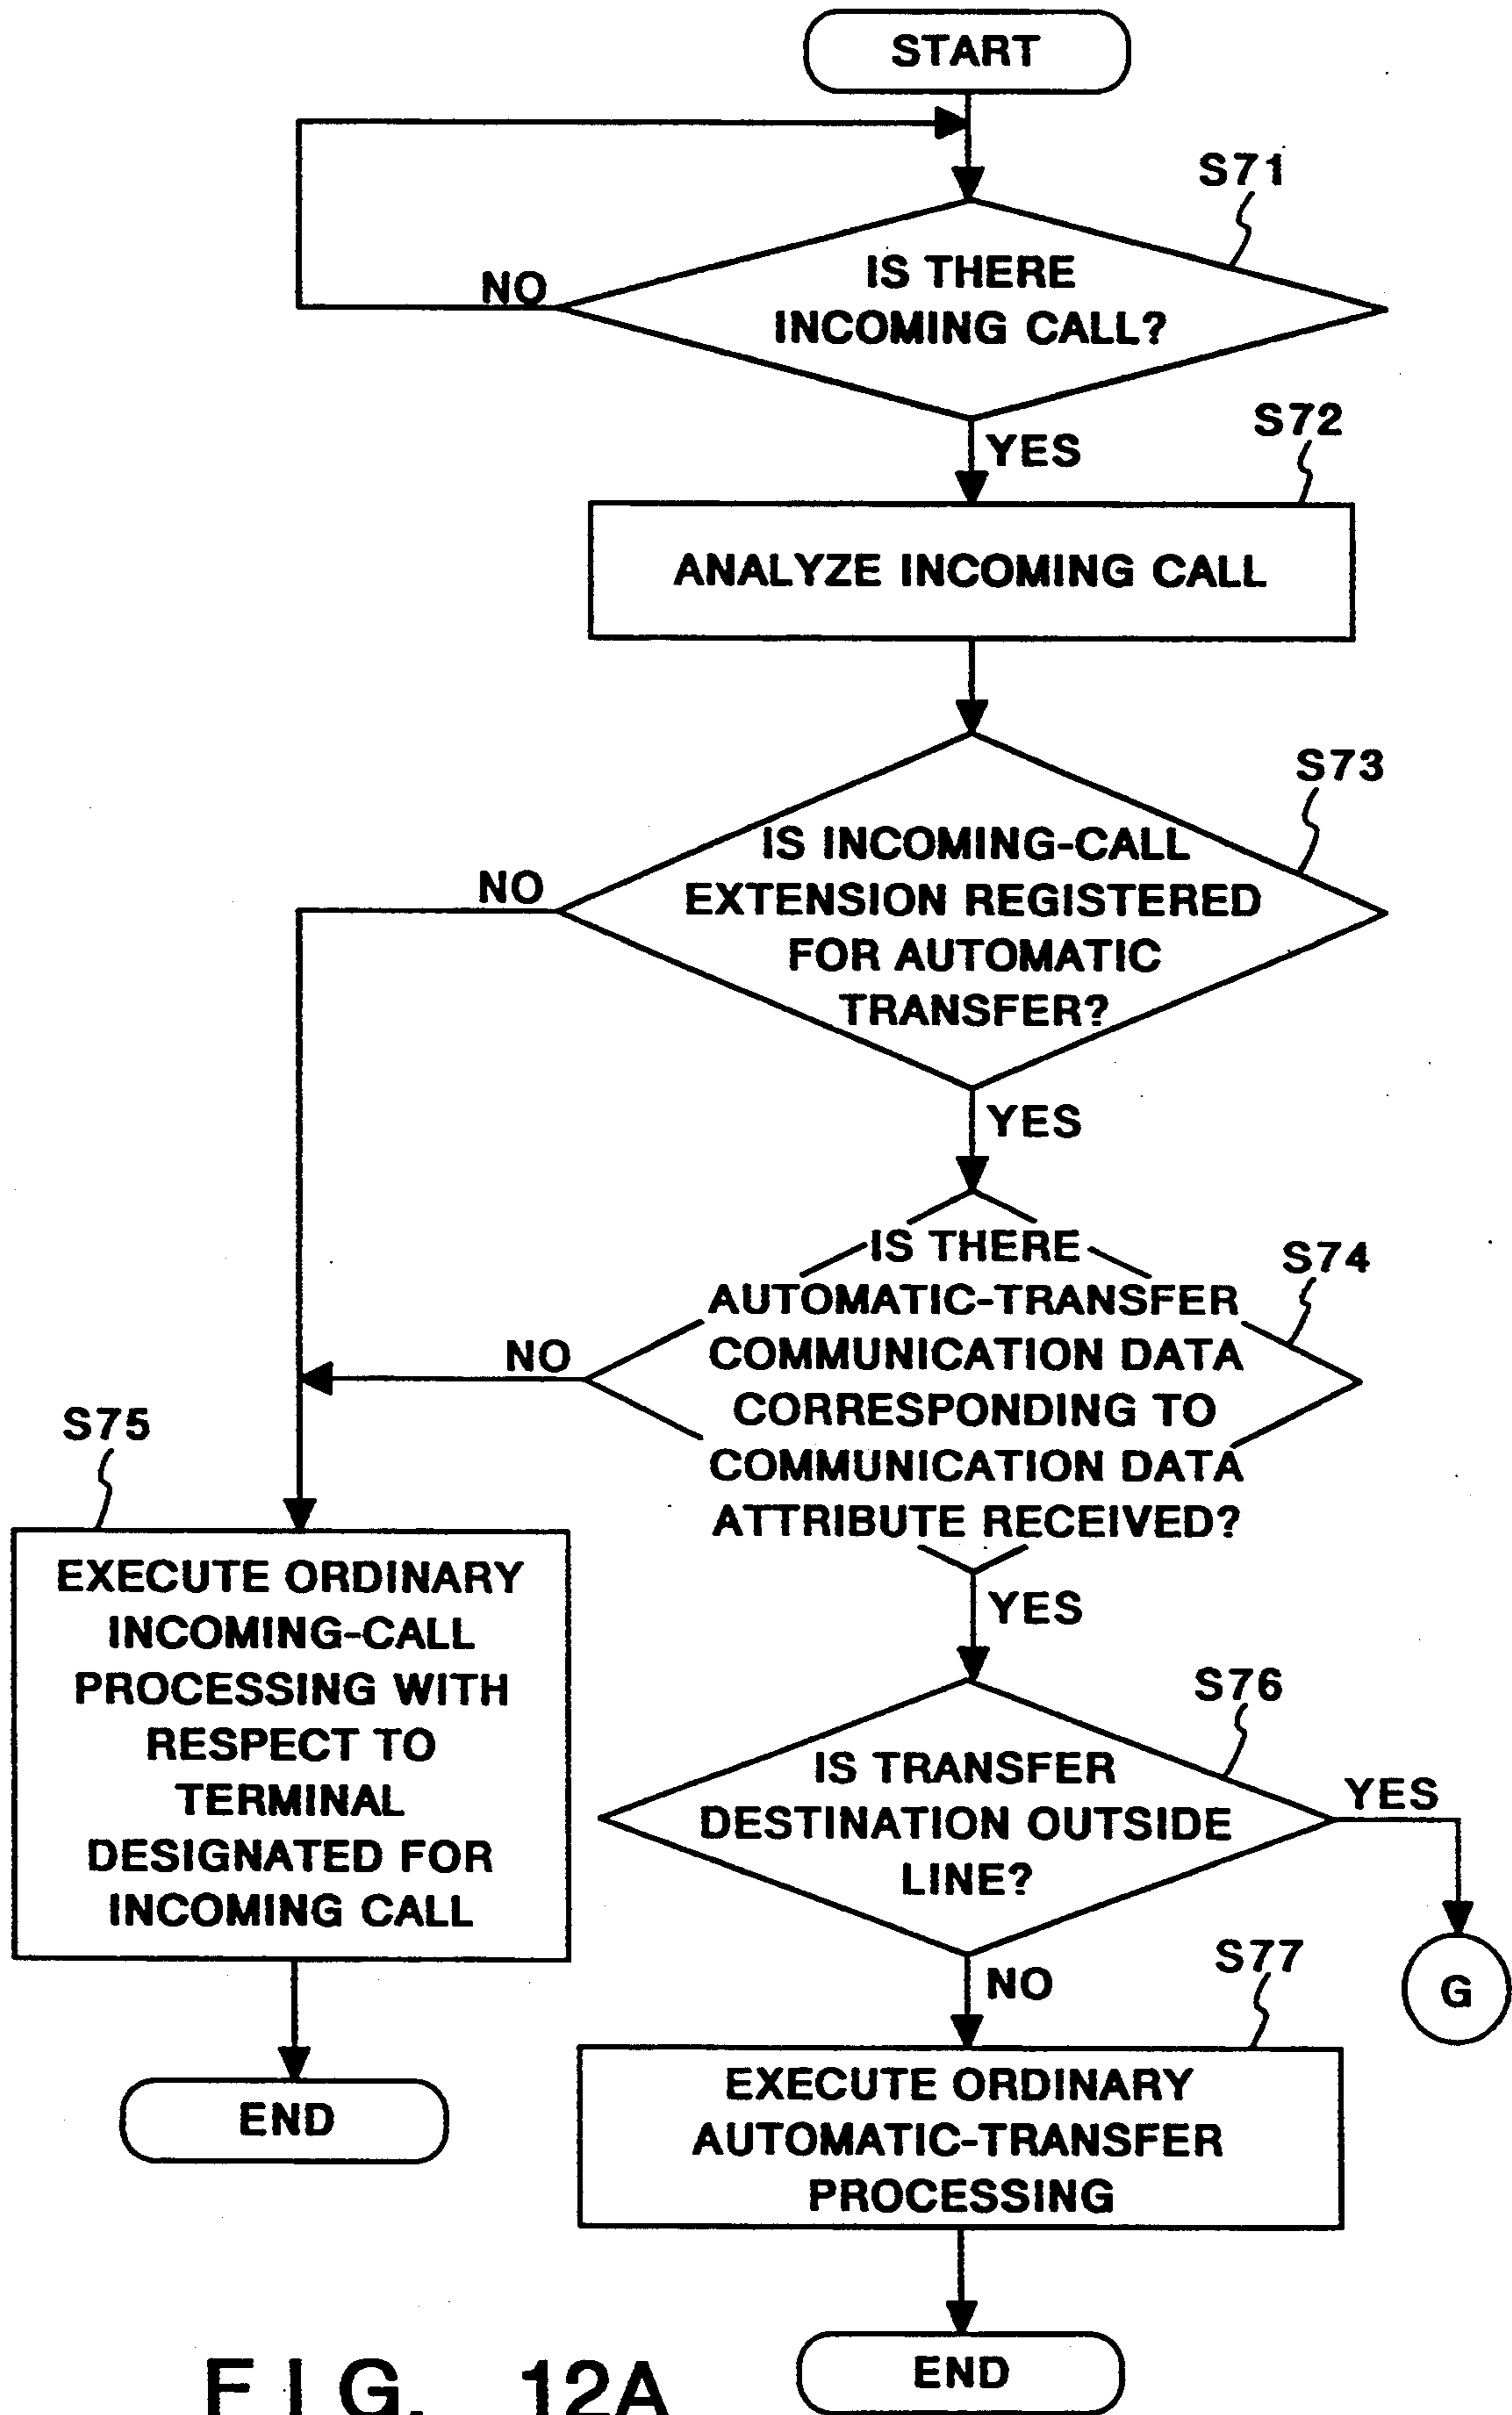 START
S71
IS THERE
INCOMING CALL?
NO
YES
S72
ANALYZE INCOMING CALL
S73
IS INCOMING-CALL
EXTENSION REGISTERED
FOR AUTOMATIC
TRANSFER?
NO
YES
S74
IS THERE
AUTOMATIC-TRANSFER
COMMUNICATION DATA
CORRESPONDING TO
COMMUNICATION DATA
ATTRIBUTE RECEIVED?
NO
YES
S75
EXECUTE ORDINARY
INCOMING-CALL
PROCESSING WITH
RESPECT TO
TERMINAL
DESIGNATED FOR
INCOMING CALL
END
S76
IS TRANSFER
DESTINATION OUTSIDE
LINE?
YES
G
NO
S77
EXECUTE ORDINARY
AUTOMATIC-TRANSFER
PROCESSING
END
FIG. 12A